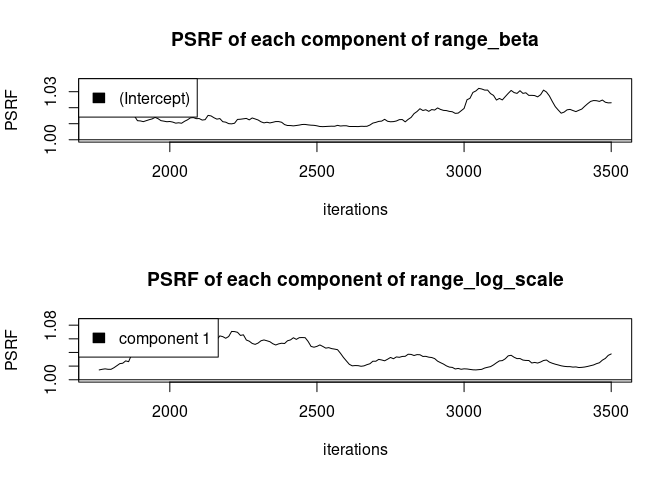 PSRF of each component of range_beta
PSRF
1.03
1.00
(Intercept)
2000 2500 3000 3500
iterations
PSRF of each component of range_log_scale
PSRF
1.08
1.00
component 1
2000 2500 3000 3500
iterations